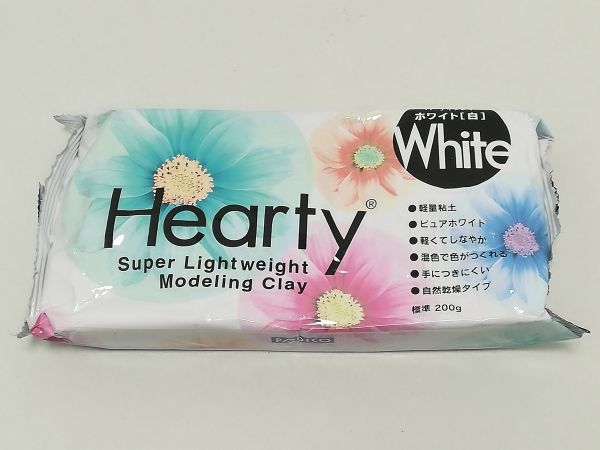 ホワイト[白]
White
Hearty®
Super Lightweight
Modeling Clay
●軽量粘土
●ピュアホワイト
●軽くてしなやか
●混色で色がつくれる
●手につきにくい
●自然乾燥タイプ
標準 200g
PADICO